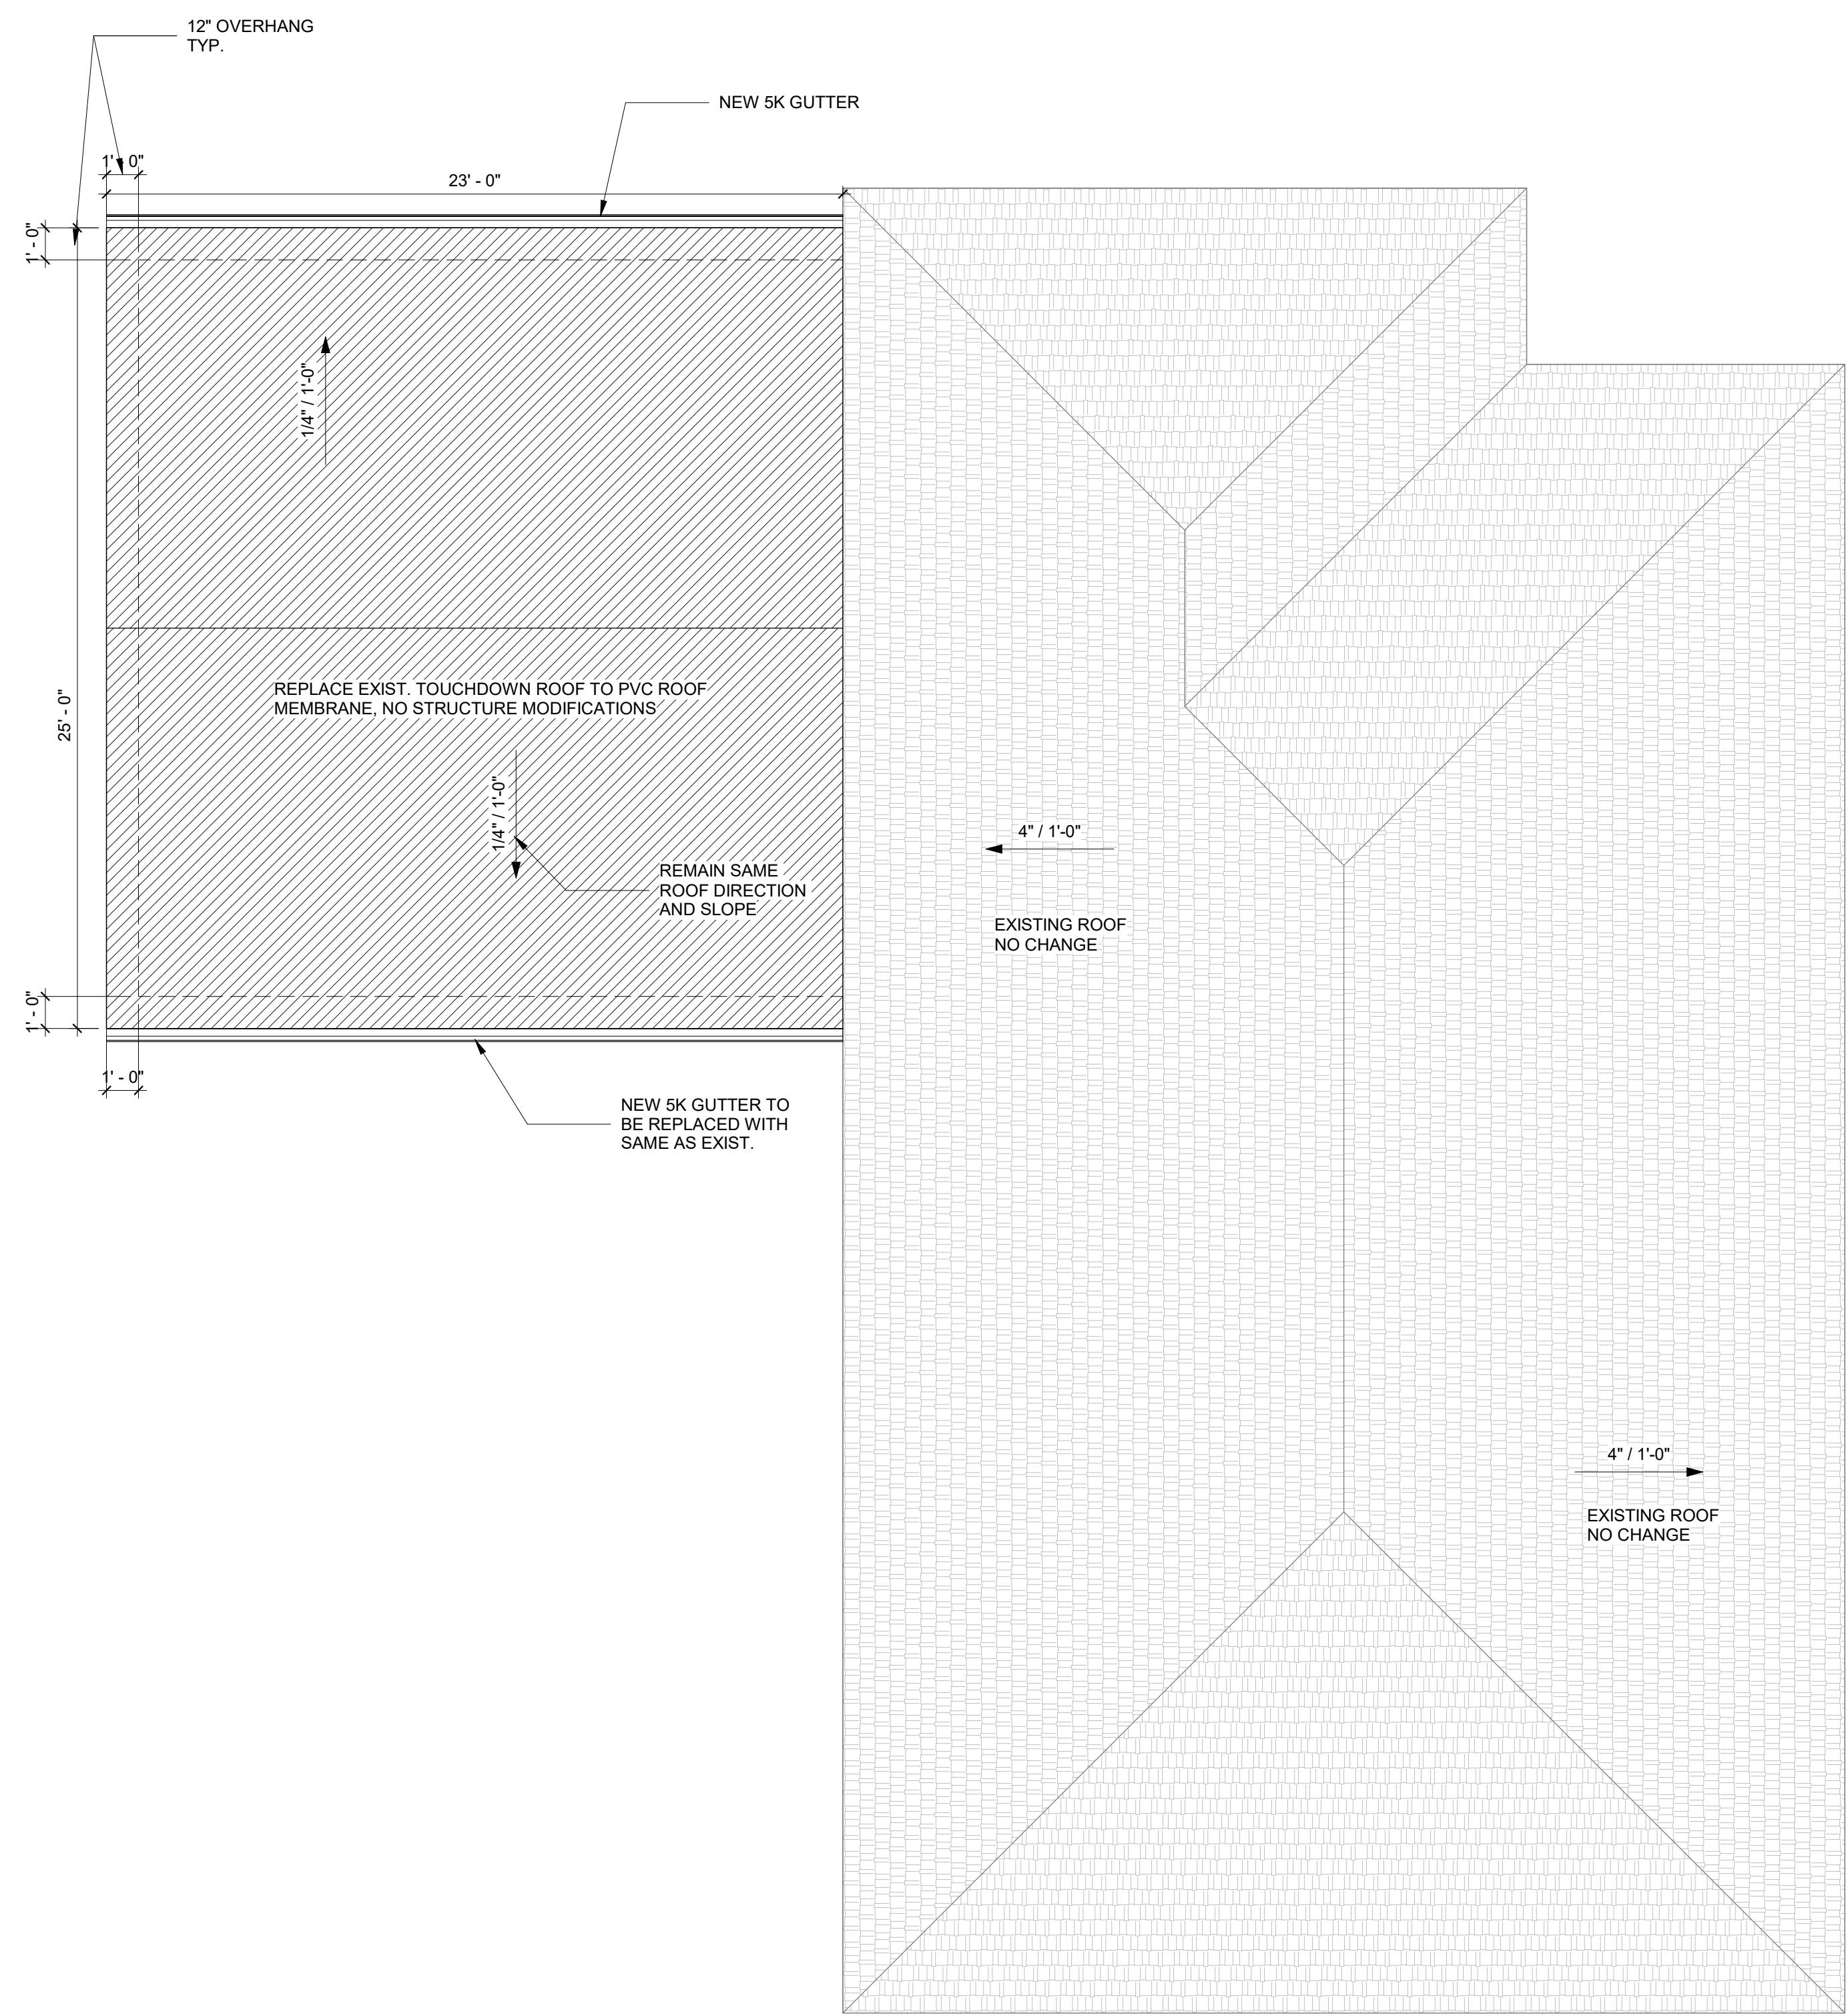 12" OVERHANG
TYP.
NEW 5K GUTTER
1' - 0"
23' - 0"
1' - 0"
1/4" / 1'-0"
25' - 0"
REPLACE EXIST. TOUCHDOWN ROOF TO PVC ROOF
MEMBRANE, NO STRUCTURE MODIFICATIONS
1/4" / 1'-0"
REMAIN SAME
ROOF DIRECTION
AND SLOPE
4" / 1'-0"
EXISTING ROOF
NO CHANGE
1' - 0"
1' - 0"
NEW 5K GUTTER TO
BE REPLACED WITH
SAME AS EXIST.
4" / 1'-0"
EXISTING ROOF
NO CHANGE